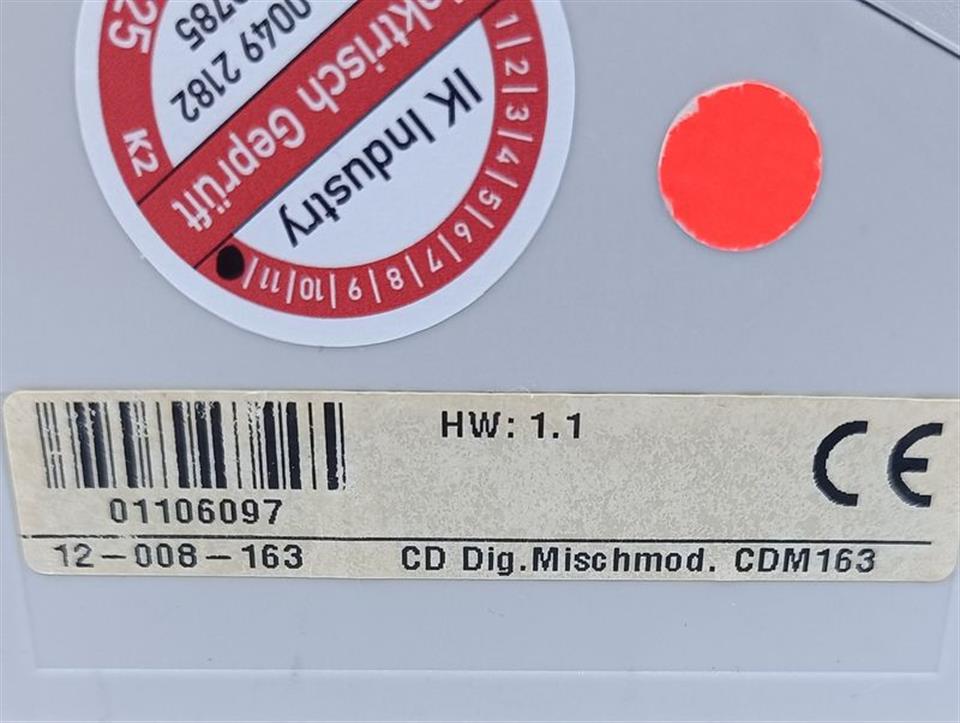 25
K2
0049 2182
0785
ektrisch Geprüft
IK Industry
1 | 2 | 3 | 4 | 5 | 6 | 7 | 8 | 9 | 10 | 11 |
HW: 1.1
CE
01106097
12-008-163
CD Dig.Mischmod. CDM163